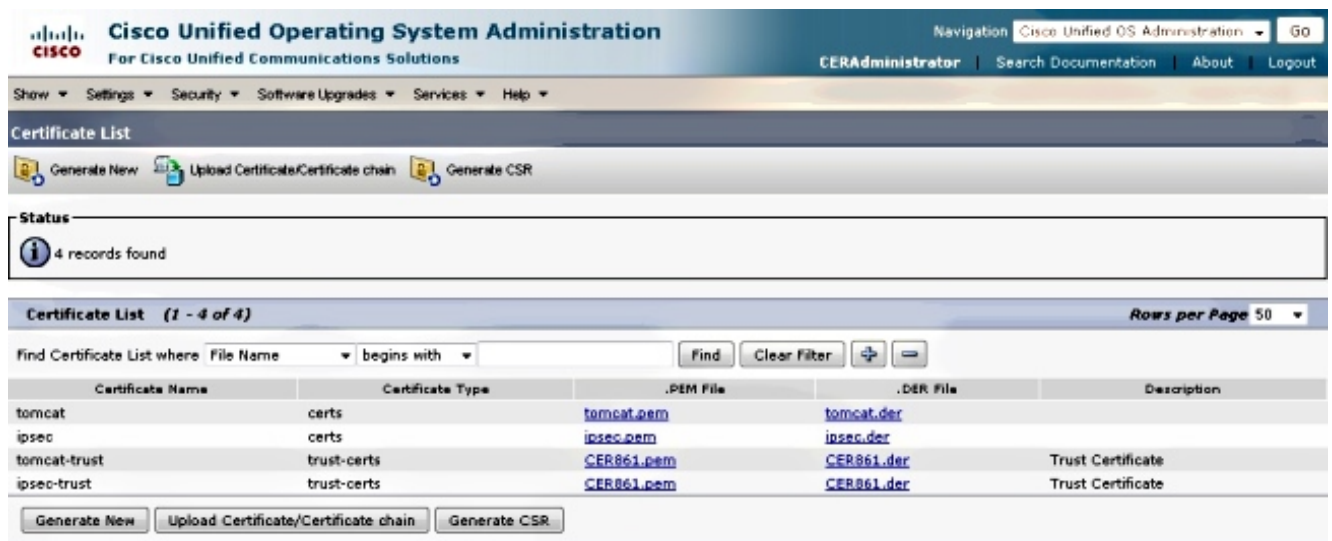 Cisco Unified Operating System Administration
Navigation Cisco Unified OS Administration Go
CISCO For Cisco Unified Communications Solutions
CERAdministrator | Search Documentation | About | Logout
Show Settings Security Software Upgrades Services Help
Certificate List
Generate New Upload Certificate/Certificate chain Generate CSR
Status
4 records found
Certificate List (1 - 4 of 4) Rows per Page 50
Find Certificate List where File Name begins with Find Clear Filter
Certificate Name Certificate Type .PEM File .DER File Description
tomcat certs tomcat.pem tomcat.der
ipsec certs ipsec.pem ipsec.der
tomcat-trust trust-certs CER861.pem CER861.der Trust Certificate
ipsec-trust trust-certs CER861.pem CER861.der Trust Certificate
Generate New Upload Certificate/Certificate chain Generate CSR